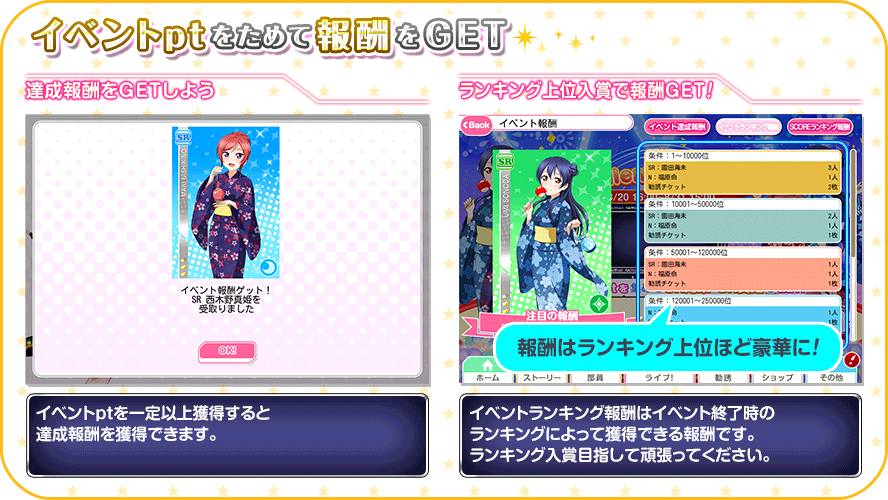 イベントptをためて報酬をGET
達成報酬をGETしよう
SR
MAKI NISHIKINO
イベント報酬ゲット！
SR 西木野真姫を
受取りました
OK!
イベントptを一定以上獲得すると
達成報酬を獲得できます。
ランキング上位入賞で報酬GET!
Back
イベント報酬
イベント達成報酬
イベントランキング報酬
SCOREランキング報酬
SR
UMI SONODA
注目の報酬
条件：1～10000位
SR：園田海未 3人
N：福原命 1人
勧誘チケット 2枚
条件：10001～50000位
SR：園田海未 2人
N：福原命 1人
勧誘チケット 1枚
条件：50001～120000位
SR：園田海未 1人
N：福原命 1人
勧誘チケット 1枚
条件：120001～250000位
報酬はランキング上位ほど豪華に!
ホーム
ストーリー
部員
ライブ!
勧誘
ショップ
その他
イベントランキング報酬はイベント終了時の
ランキングによって獲得できる報酬です。
ランキング入賞目指して頑張ってください。